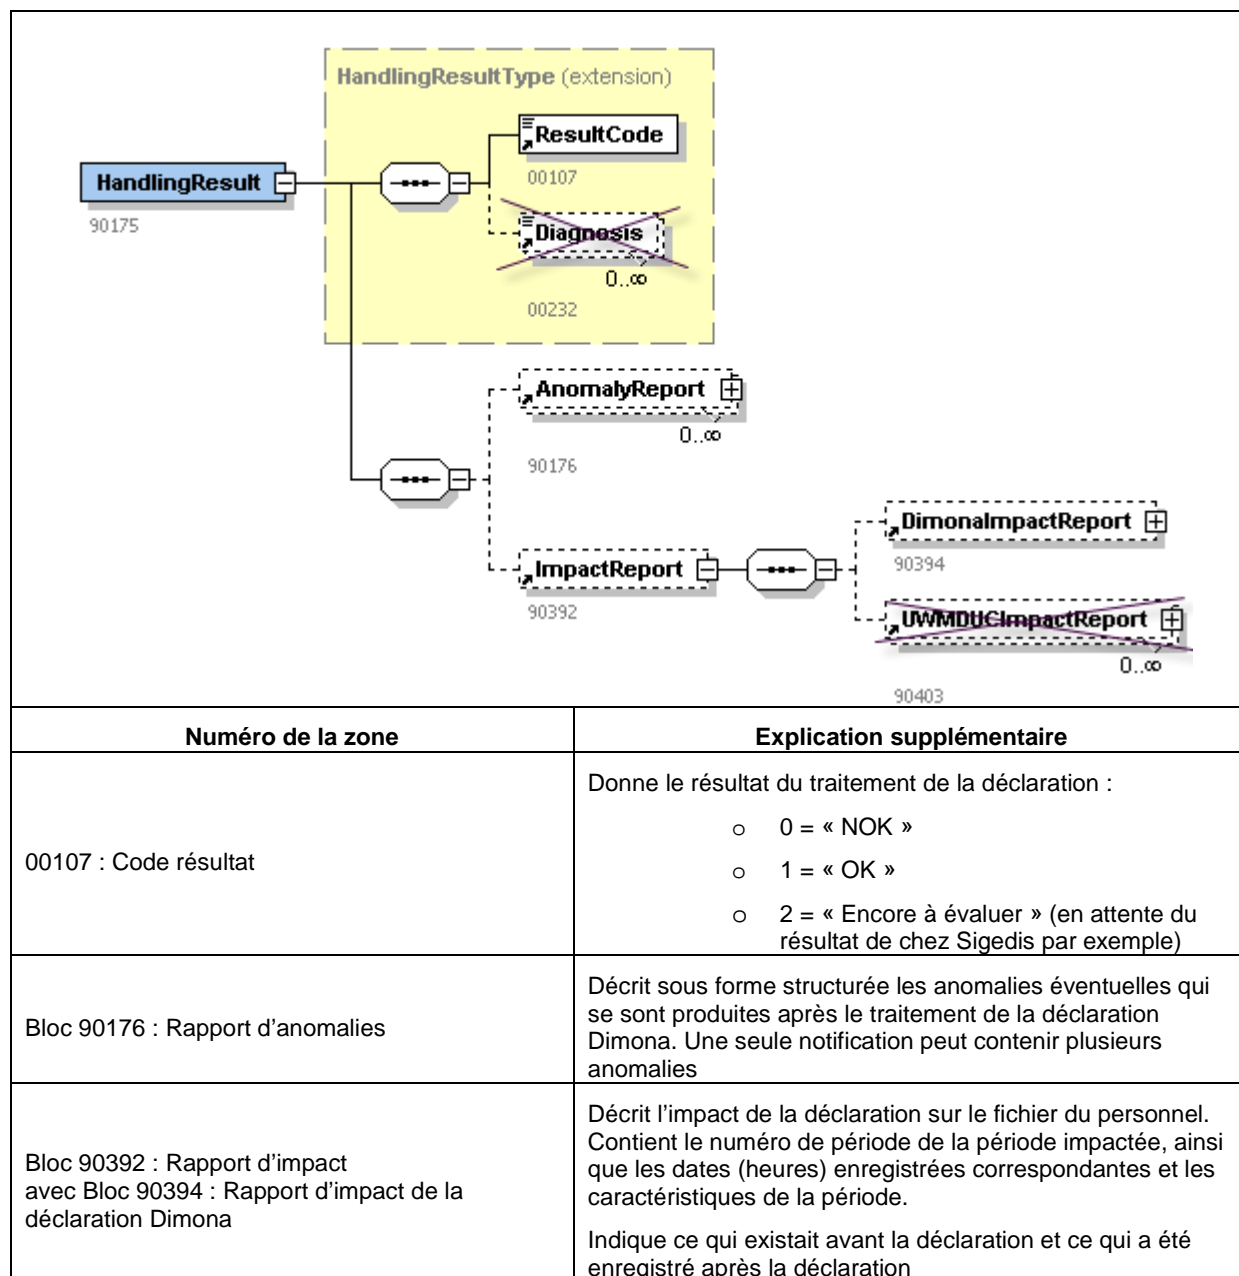 HandlingResultType (extension)
ResultCode
00107
HandlingResult
90175
Diagnosis
0..∞
00232
AnomalyReport
0..∞
90176
DimonaImpactReport
90394
ImpactReport
90392
UWMDUCImpactReport
0..∞
90403
Numéro de la zone
Explication supplémentaire
00107 : Code résultat
Donne le résultat du traitement de la déclaration :
o 0 = « NOK »
o 1 = « OK »
o 2 = « Encore à évaluer » (en attente du
résultat de chez Sigedis par exemple)
Bloc 90176 : Rapport d’anomalies
Décrit sous forme structurée les anomalies éventuelles qui
se sont produites après le traitement de la déclaration
Dimona. Une seule notification peut contenir plusieurs
anomalies
Bloc 90392 : Rapport d’impact
avec Bloc 90394 : Rapport d’impact de la
déclaration Dimona
Décrit l’impact de la déclaration sur le fichier du personnel.
Contient le numéro de période de la période impactée, ainsi
que les dates (heures) enregistrées correspondantes et les
caractéristiques de la période.
Indique ce qui existait avant la déclaration et ce qui a été
enregistré après la déclaration